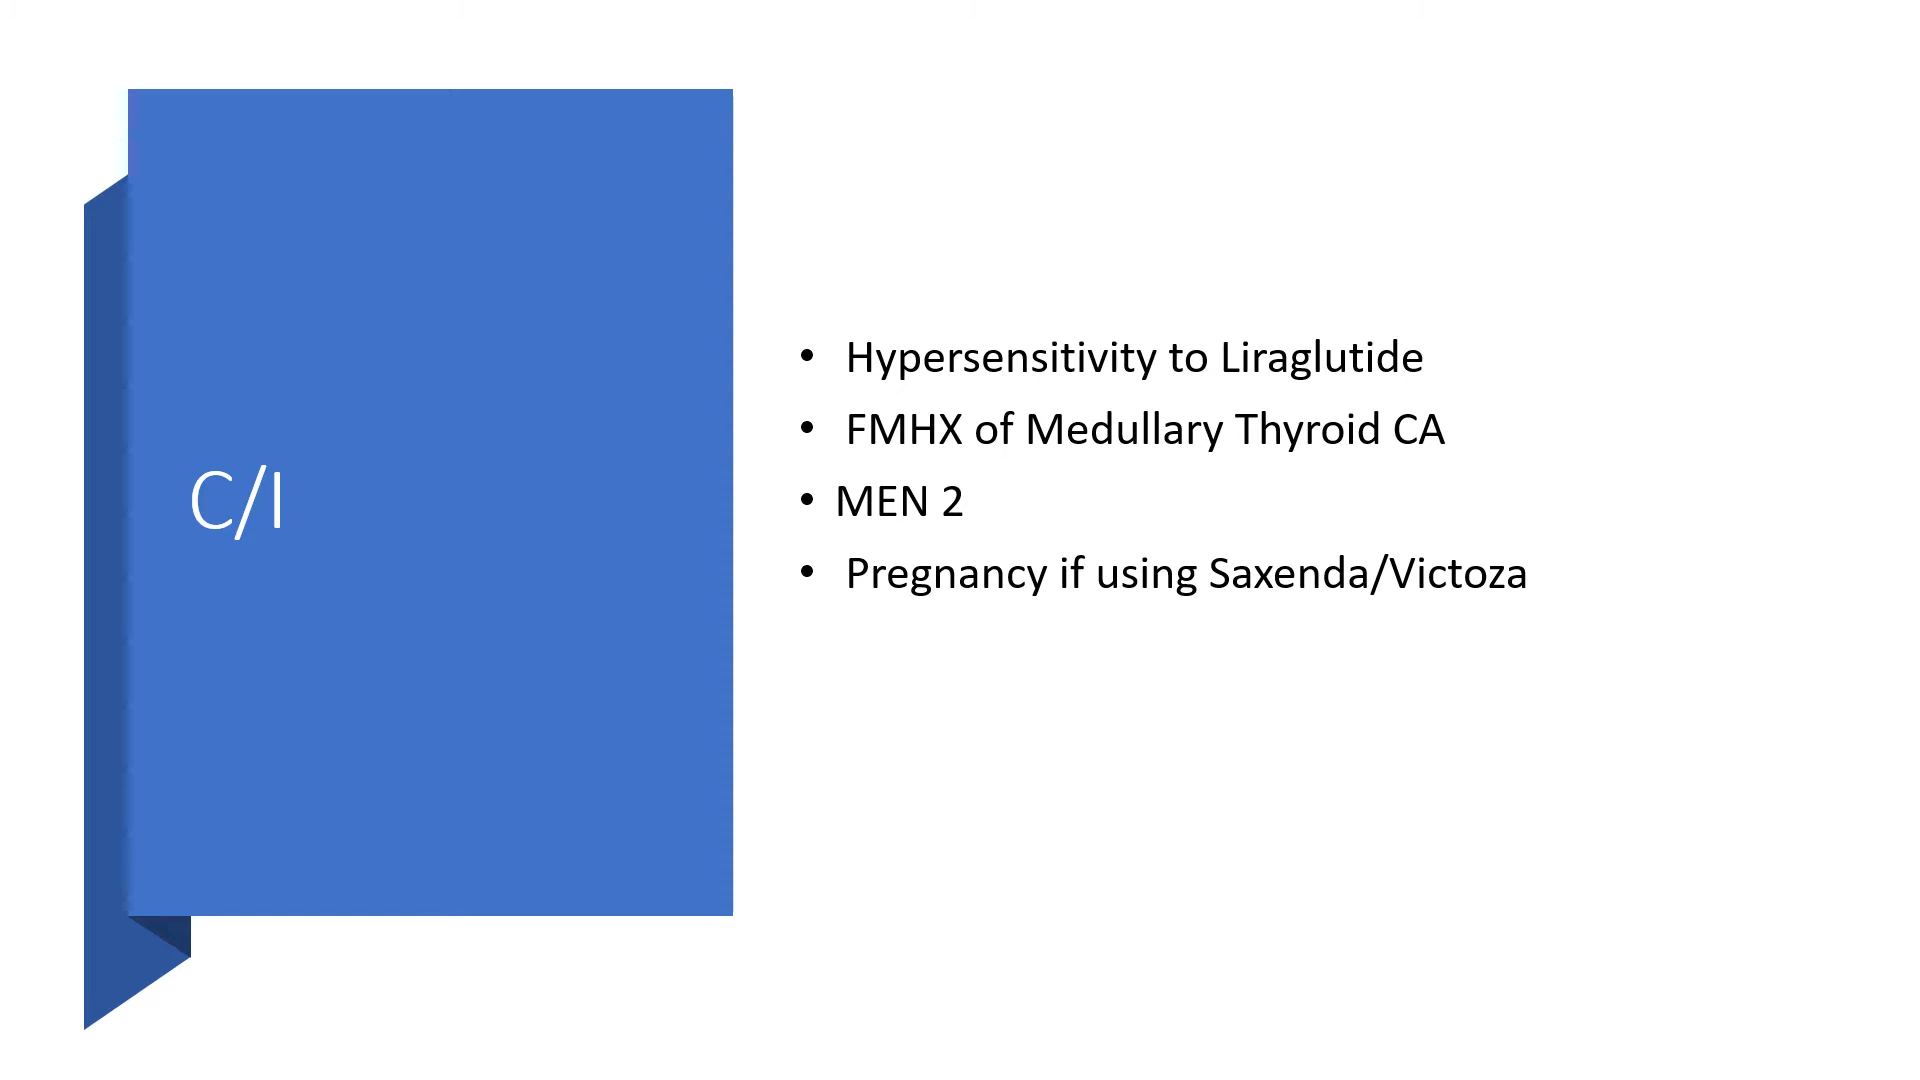 C/I
• Hypersensitivity to Liraglutide
• FMHX of Medullary Thyroid CA
• MEN 2
• Pregnancy if using Saxenda/Victoza